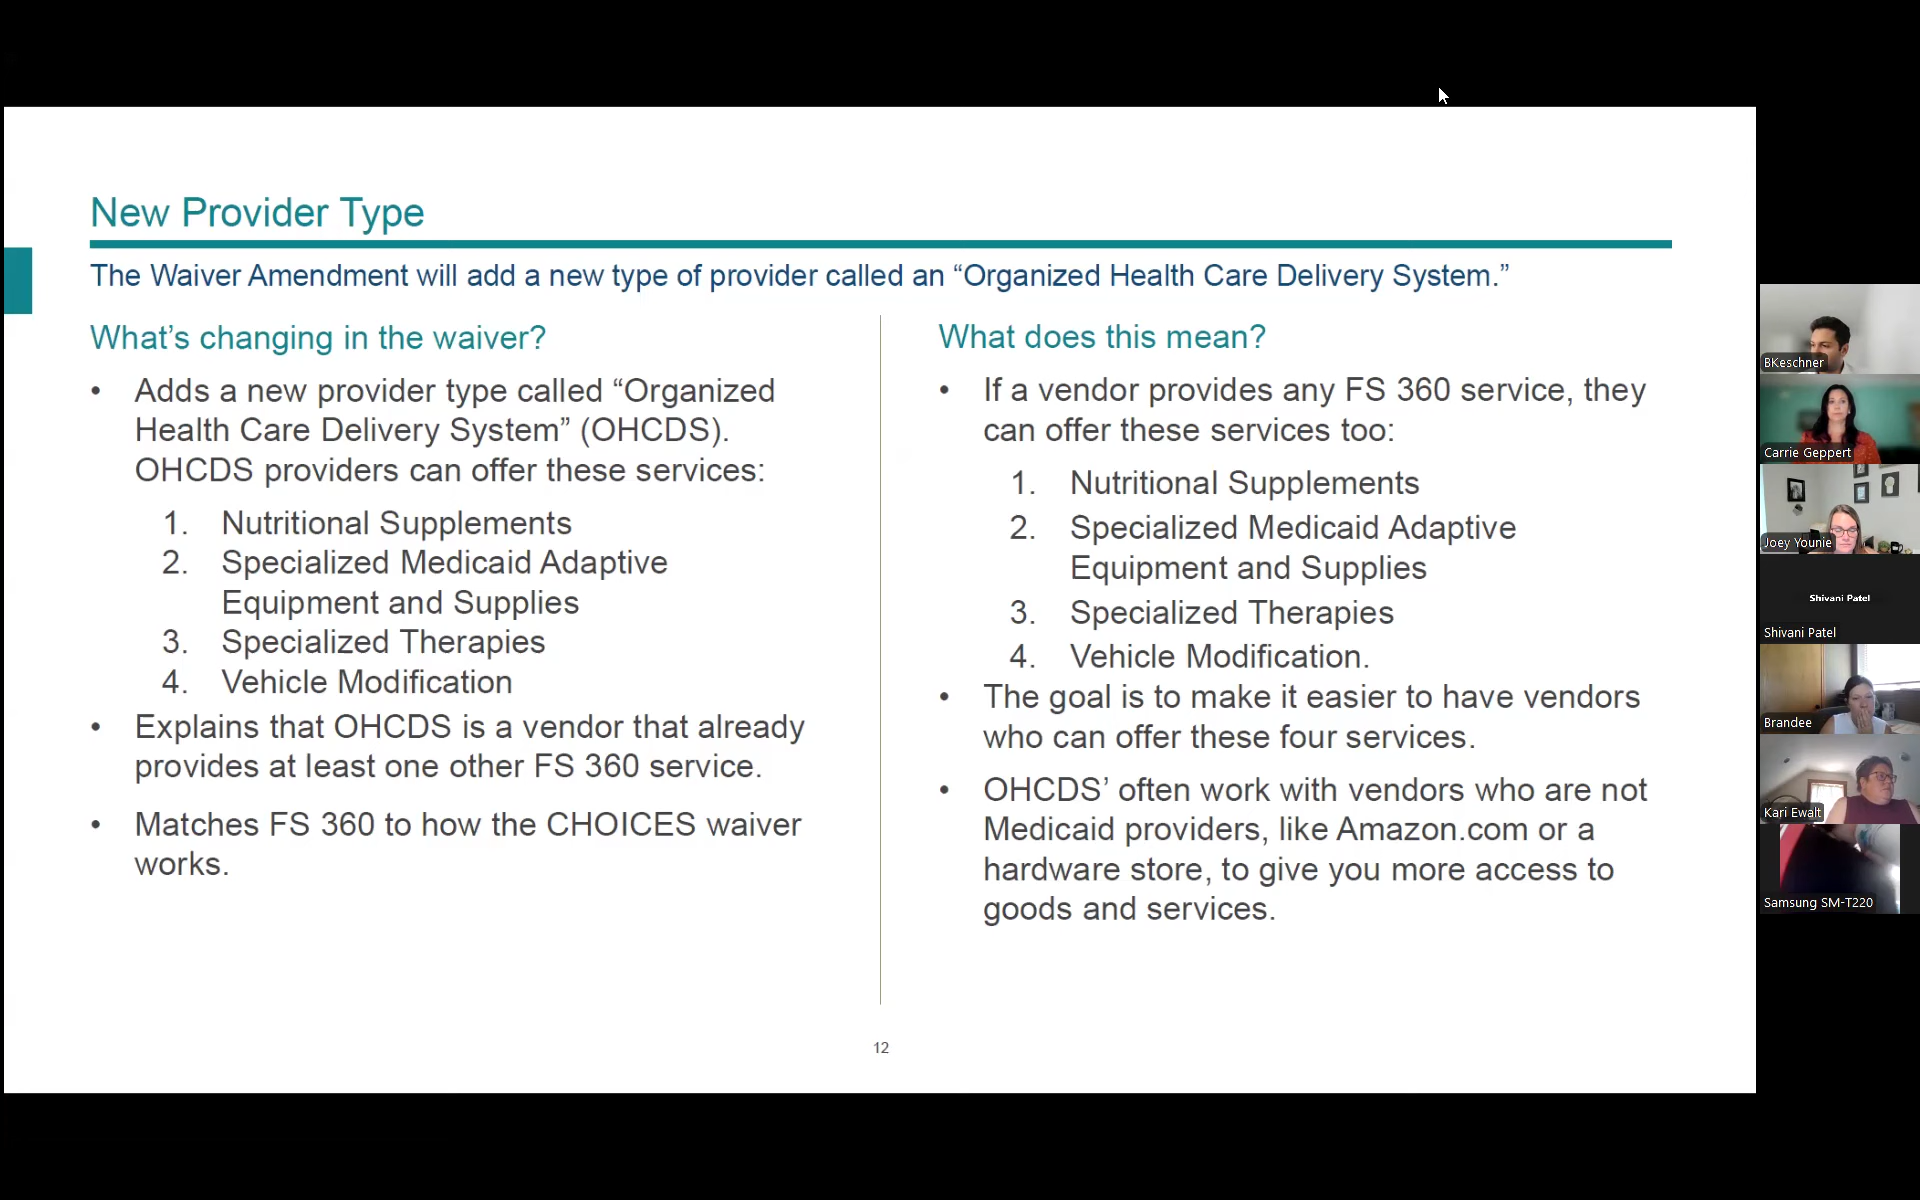 New Provider Type
The Waiver Amendment will add a new type of provider called an “Organized Health Care Delivery System.”
What’s changing in the waiver?
• Adds a new provider type called “Organized
Health Care Delivery System” (OHCDS).
OHCDS providers can offer these services:
1. Nutritional Supplements
2. Specialized Medicaid Adaptive
Equipment and Supplies
3. Specialized Therapies
4. Vehicle Modification
• Explains that OHCDS is a vendor that already
provides at least one other FS 360 service.
• Matches FS 360 to how the CHOICES waiver
works.
What does this mean?
• If a vendor provides any FS 360 service, they
can offer these services too:
1. Nutritional Supplements
2. Specialized Medicaid Adaptive
Equipment and Supplies
3. Specialized Therapies
4. Vehicle Modification.
• The goal is to make it easier to have vendors
who can offer these four services.
• OHCDS’ often work with vendors who are not
Medicaid providers, like Amazon.com or a
hardware store, to give you more access to
goods and services.
12
BKeschner
Carrie Geppert
Joey Younie
Shivani Patel
Shivani Patel
Brandee
Kari Ewalt
Samsung SM-T220